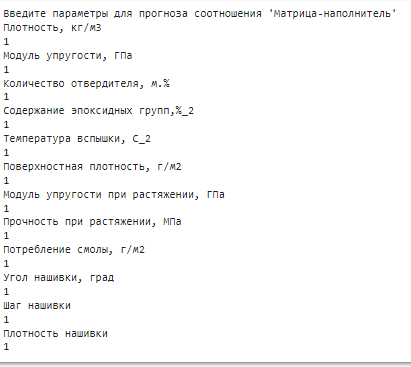 Введите параметры для прогноза соотношения 'Матрица-наполнитель'
Плотность, кг/м3
1
Модуль упругости, ГПа
1
Количество отвердителя, м.%
1
Содержание эпоксидных групп,%_2
1
Температура вспышки, С_2
1
Поверхностная плотность, г/м2
1
Модуль упругости при растяжении, ГПа
1
Прочность при растяжении, МПа
1
Потребление смолы, г/м2
1
Угол нашивки, град
1
Шаг нашивки
1
Плотность нашивки
1